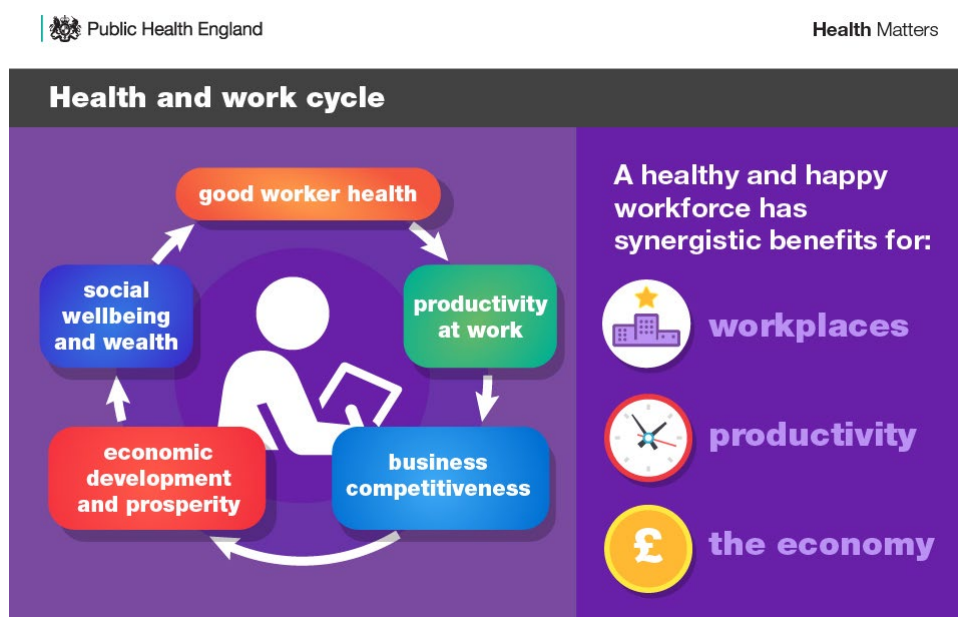 Public Health England
Health Matters
Health and work cycle
good worker health
productivity
at work
business
competitiveness
economic
development
and prosperity
social
wellbeing
and wealth
A healthy and happy
workforce has
synergistic benefits for:
workplaces
productivity
£
the economy